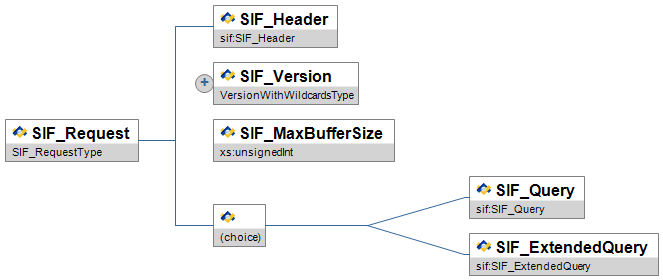 SIF_Header
sif:SIF_Header
SIF_Version
VersionWithWildcardsType
SIF_Request
SIF_RequestType
SIF_MaxBufferSize
xs:unsignedInt
(choice)
SIF_Query
sif:SIF_Query
SIF_ExtendedQuery
sif:SIF_ExtendedQuery